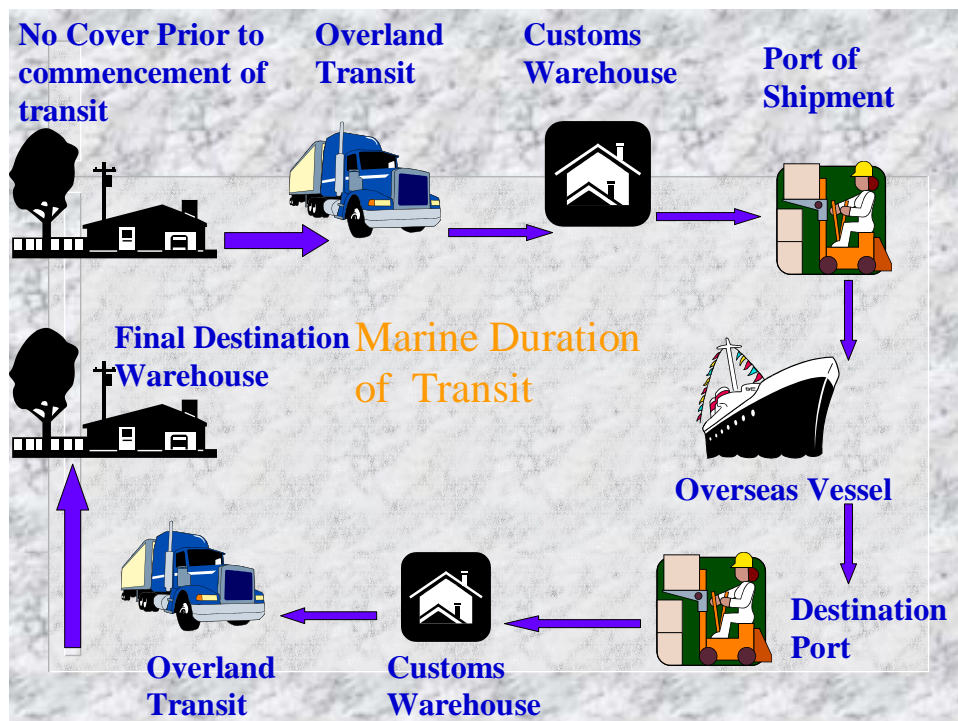 No Cover Prior to
commencement of
transit
Overland
Transit
Customs
Warehouse
Port of
Shipment
Final Destination
Warehouse
Marine Duration
of Transit
Overseas Vessel
Destination
Port
Customs
Warehouse
Overland
Transit